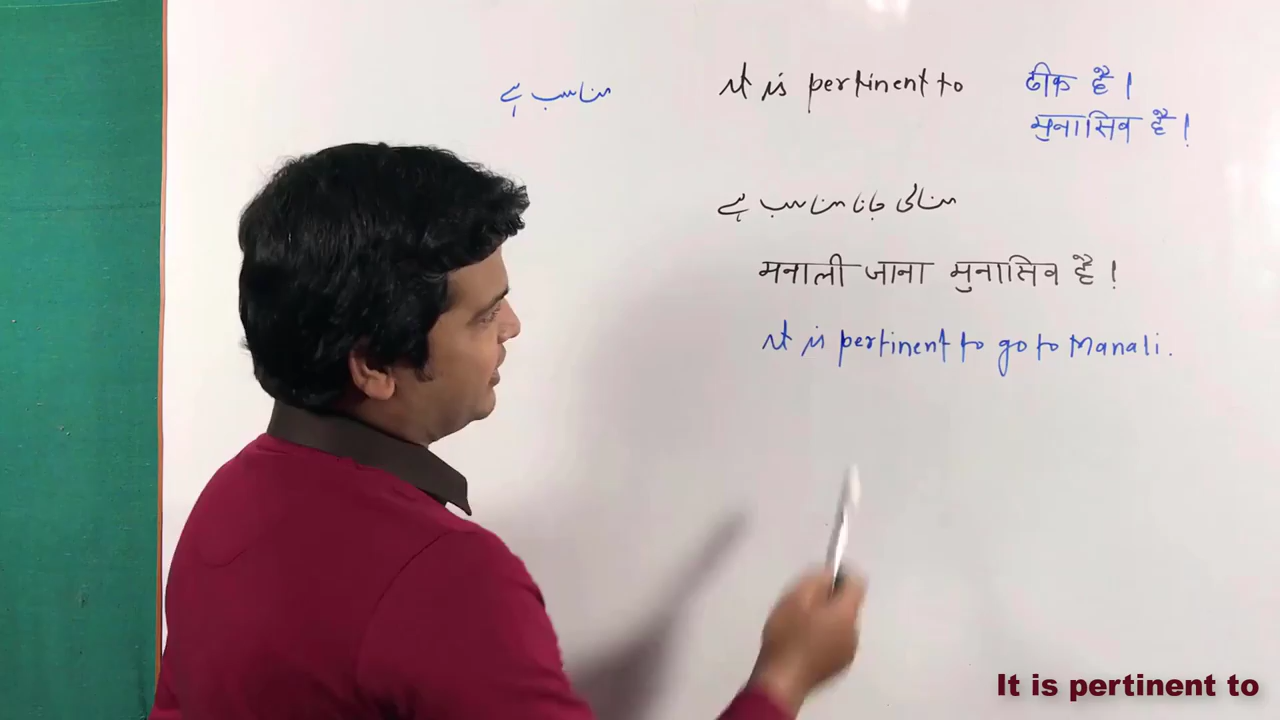 مناسب ہے
it is pertinent to
ठीक है।
मुनासिब है।
منالی جانا مناسب ہے
मनाली जाना मुनासिव है !
it is pertinent to go to Manali.
It is pertinent to